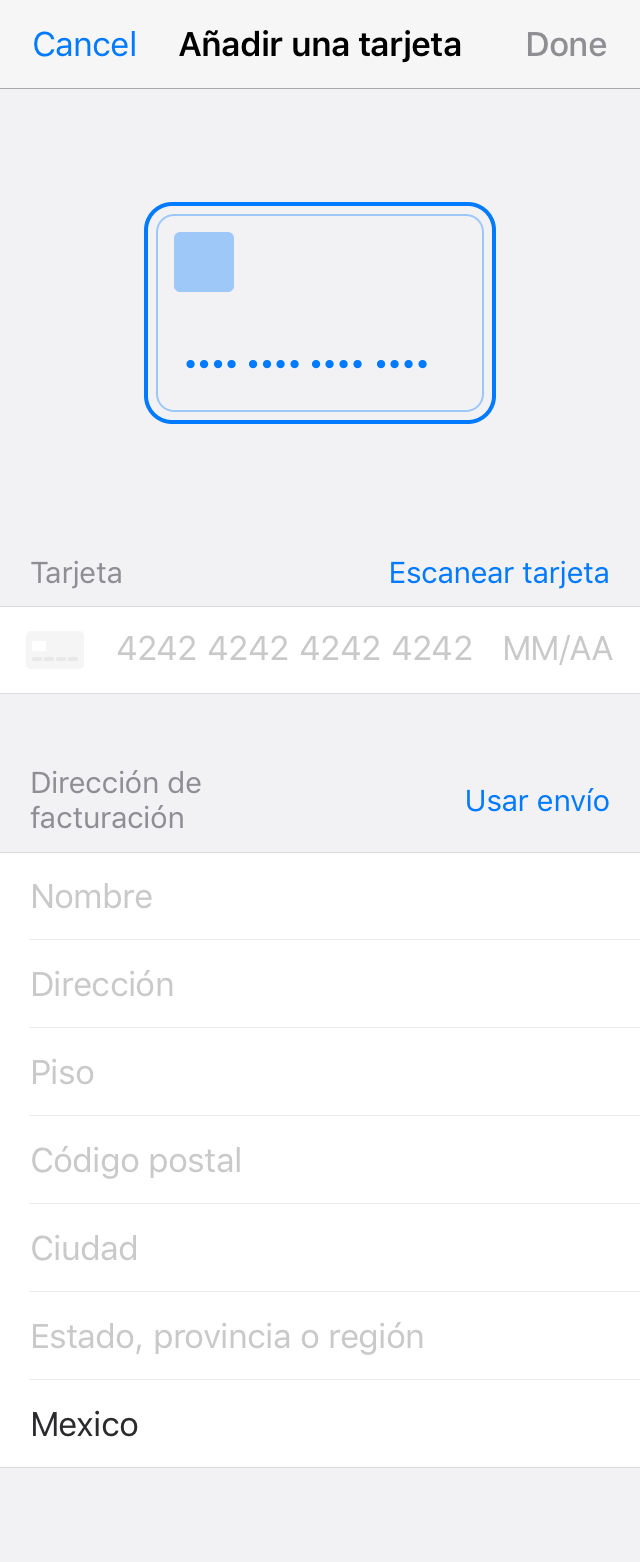 Cancel Añadir una tarjeta Done
•••• •••• •••• ••••
Tarjeta Escanear tarjeta
4242 4242 4242 4242 MM/AA
Dirección de
facturación
Usar envío
Nombre
Dirección
Piso
Código postal
Ciudad
Estado, provincia o región
Mexico